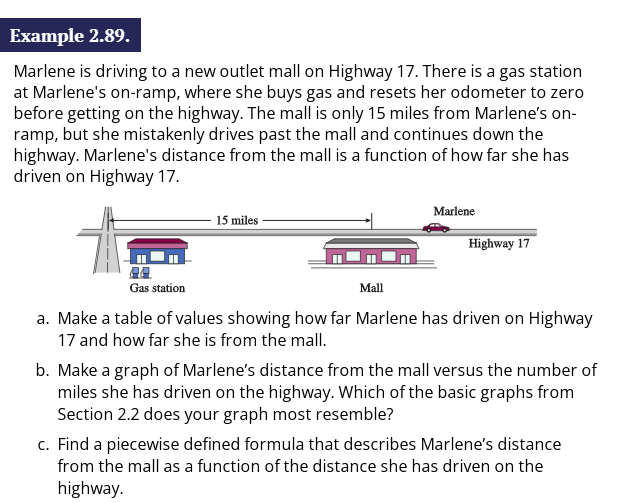 Example 2.89.
Marlene is driving to a new outlet mall on Highway 17. There is a gas station
at Marlene's on-ramp, where she buys gas and resets her odometer to zero
before getting on the highway. The mall is only 15 miles from Marlene’s on-
ramp, but she mistakenly drives past the mall and continues down the
highway. Marlene's distance from the mall is a function of how far she has
driven on Highway 17.
Marlene
15 miles
Highway 17
Gas station
Mall
a. Make a table of values showing how far Marlene has driven on Highway
17 and how far she is from the mall.
b. Make a graph of Marlene’s distance from the mall versus the number of
miles she has driven on the highway. Which of the basic graphs from
Section 2.2 does your graph most resemble?
c. Find a piecewise defined formula that describes Marlene’s distance
from the mall as a function of the distance she has driven on the
highway.